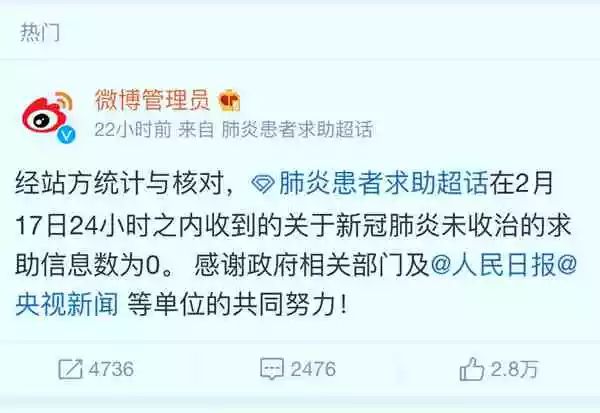 热门
微博管理员
22小时前 来自 肺炎患者求助超话
经站方统计与核对，肺炎患者求助超话在2月
17日24小时之内收到的关于新冠肺炎未收治的求
助信息数为0。 感谢政府相关部门及@人民日报@
央视新闻 等单位的共同努力！
4736 2476 2.8万